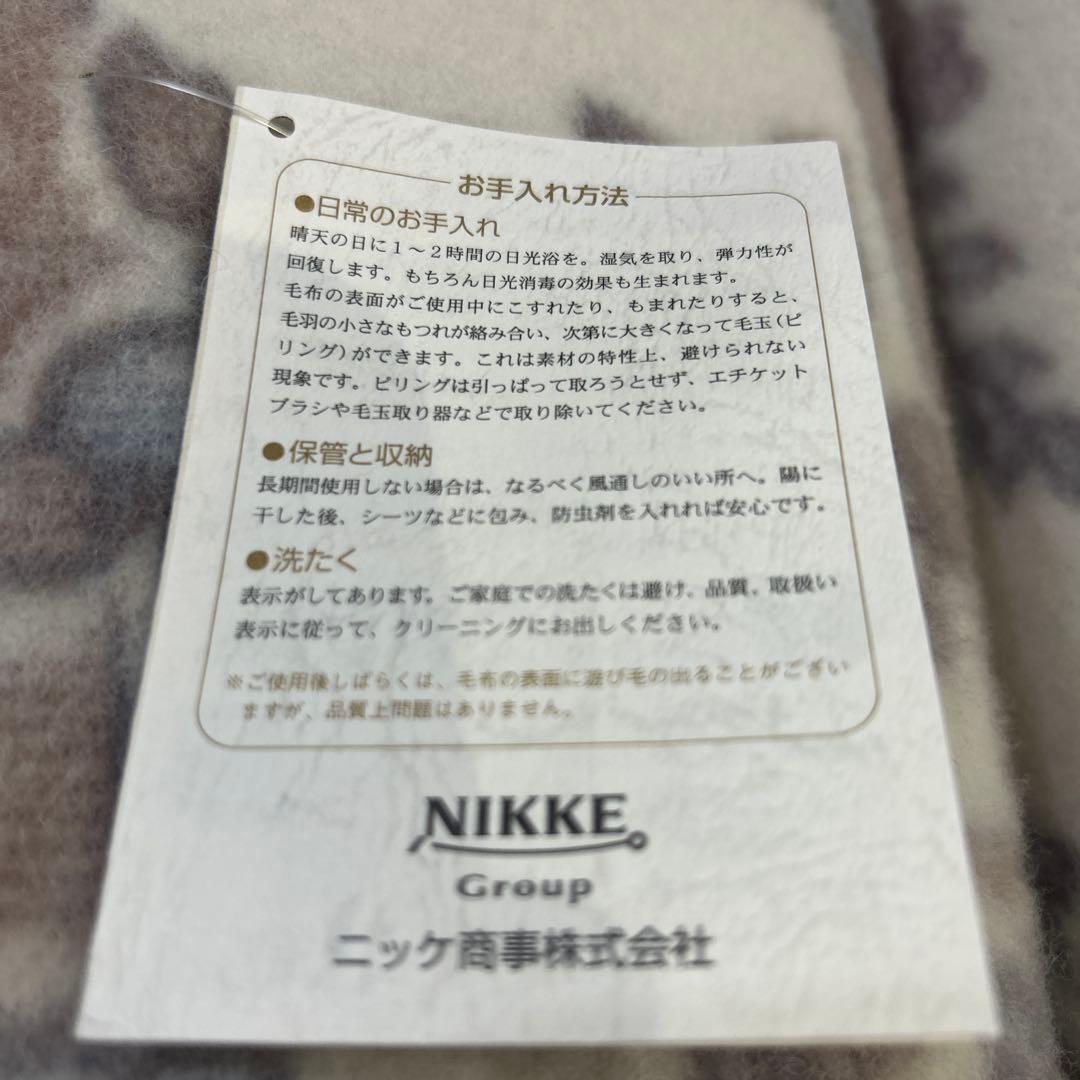 お手入れ方法
●日常のお手入れ
晴天の日に1〜2時間の日光浴を。湿気を取り、弾力性が
回復します。もちろん日光消毒の効果も生まれます。
毛布の表面がご使用中にこすれたり、もまれたりすると、
毛羽の小さなもつれが絡み合い、次第に大きくなって毛玉(ピ
リング)ができます。これは素材の特性上、避けられない
現象です。ピリングは引っぱって取ろうとせず、エチケット
ブラシや毛玉取り器などで取り除いてください。
●保管と収納
長期間使用しない場合は、なるべく風通しのいい所へ。陽に
干した後、シーツなどに包み、防虫剤を入れれば安心です。
●洗たく
表示がしてあります。ご家庭での洗たくは避け、品質、取扱い
表示に従って、クリーニングにお出しください。
※ご使用後しばらくは、毛布の表面に遊び毛の出ることがござい
ますが、品質上問題はありません。
NIKKE
Group
ニッケ商事株式会社